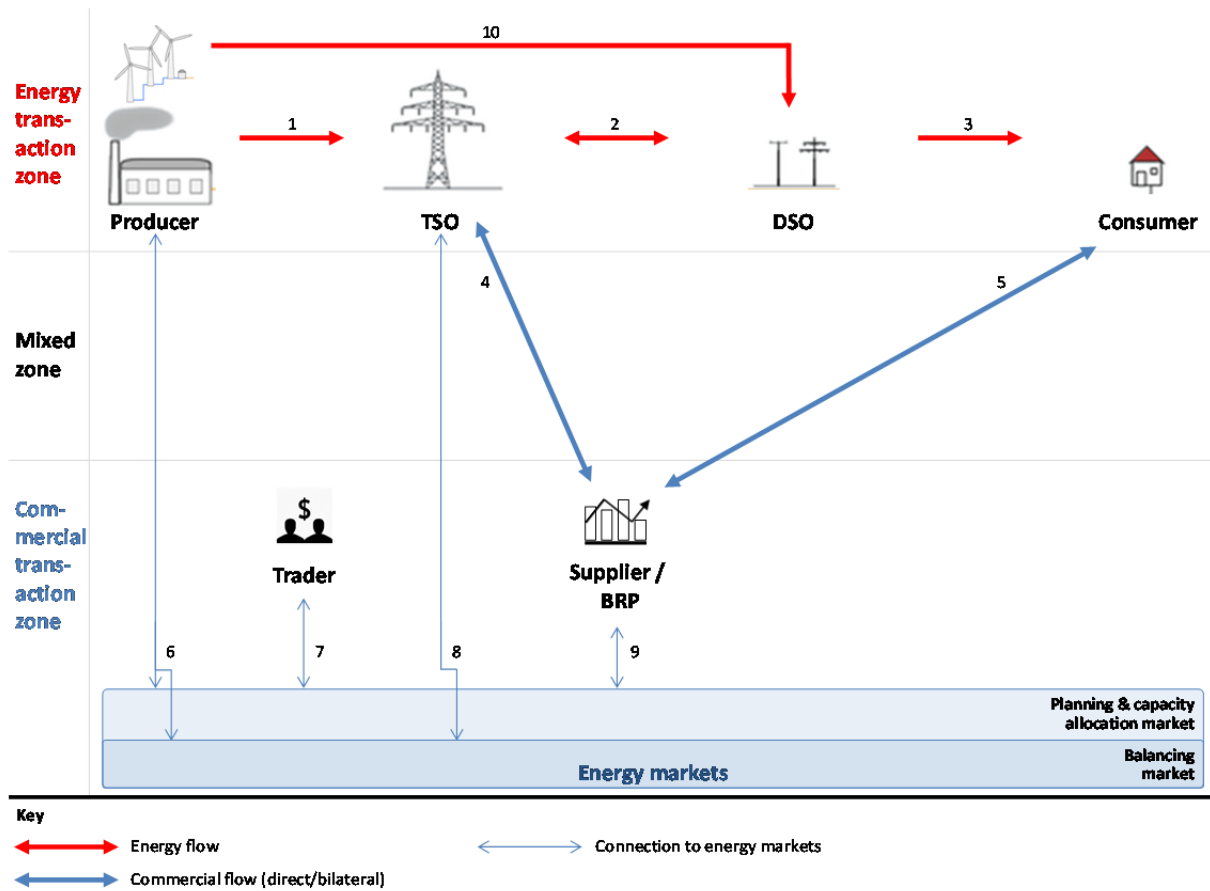 10
Energy
trans-
action
zone
1
2
3
Producer
TSO
DSO
Consumer
4
5
Mixed
zone
Com-
mercial
trans-
action
zone
$
Trader
Supplier /
BRP
6
7
8
9
Planning & capacity
allocation market
Energy markets
Balancing
market
Key
Energy flow
Connection to energy markets
Commercial flow (direct/bilateral)